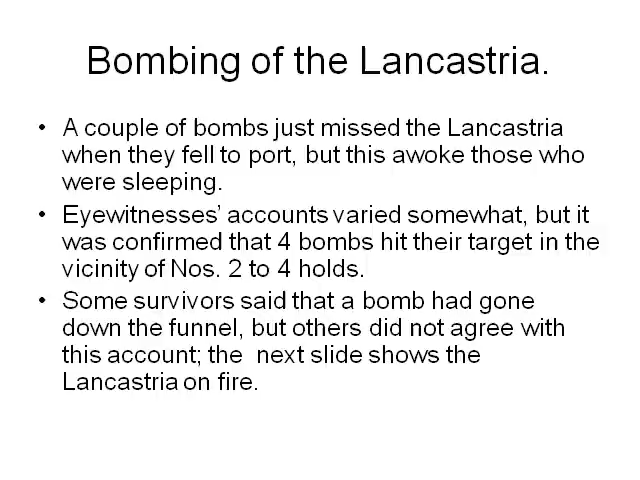 Bombing of the Lancastria.
• A couple of bombs just missed the Lancastria
when they fell to port, but this awoke those who
were sleeping.
• Eyewitnesses’ accounts varied somewhat, but it
was confirmed that 4 bombs hit their target in the
vicinity of Nos. 2 to 4 holds.
• Some survivors said that a bomb had gone
down the funnel, but others did not agree with
this account; the  next slide shows the
Lancastria on fire.